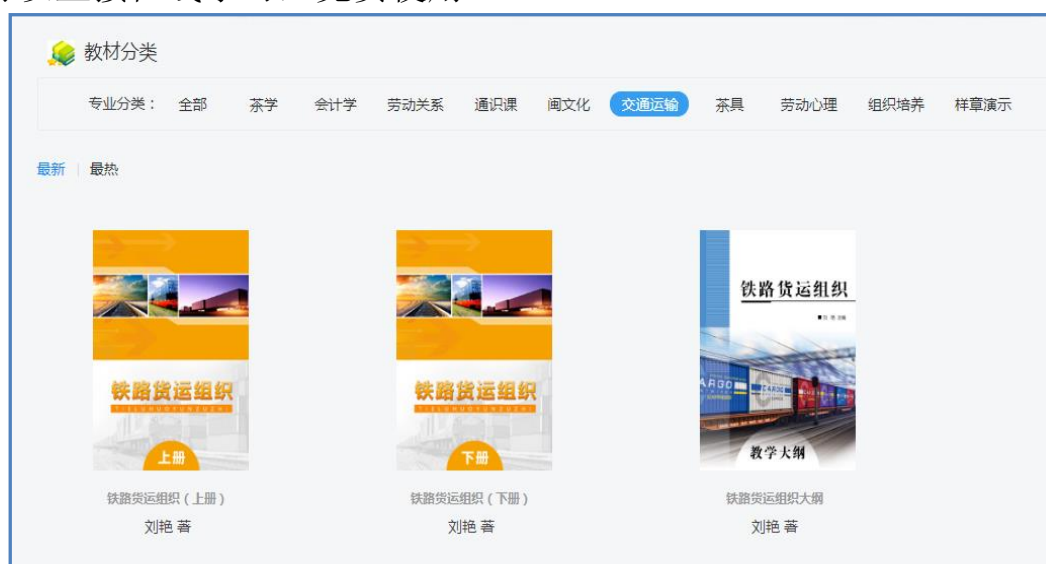 教材分类
专业分类： 全部 茶学 会计学 劳动关系 通识课 闽文化 交通运输 茶具 劳动心理 组织培养 样章演示
最新 | 最热
铁路货运组织
TIELUHUOYUNZUZHI
上册
铁路货运组织
TIELUHUOYUNZUZHI
下册
铁路货运组织
CARGO
教学大纲
铁路货运组织（上册） 铁路货运组织（下册） 铁路货运组织大纲
刘艳 著 刘艳 著 刘艳 著